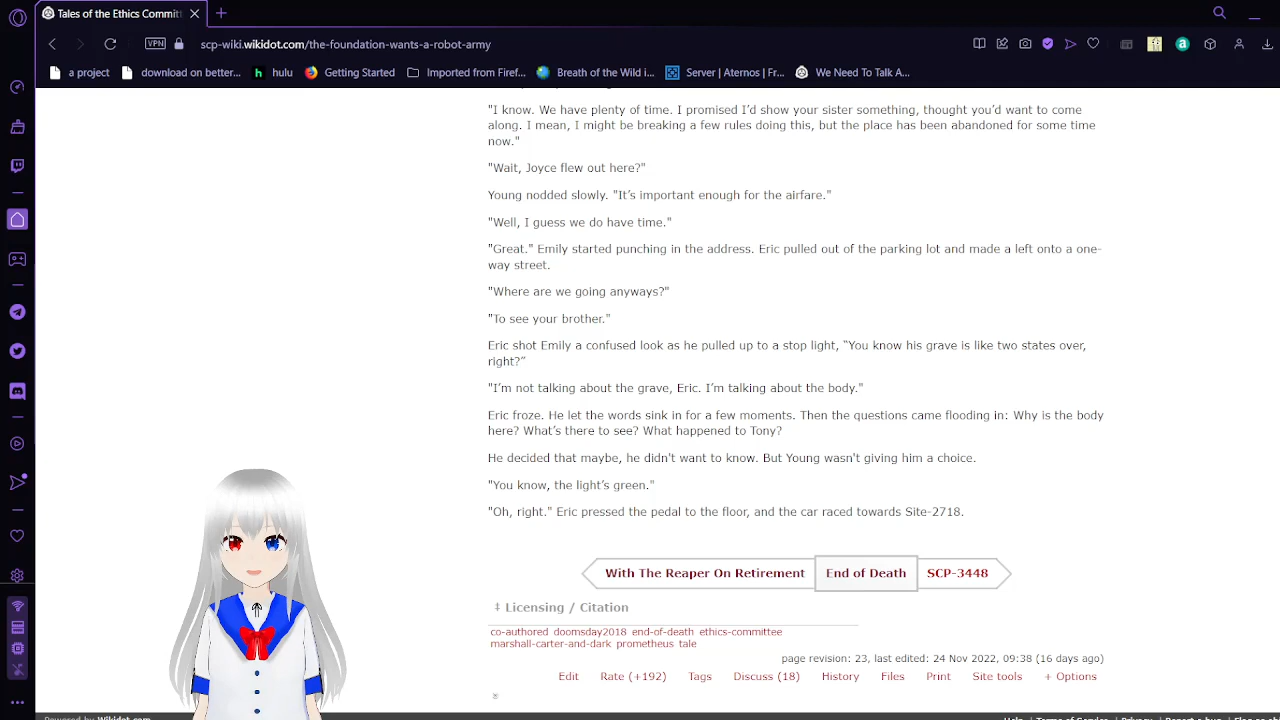 Tales of the Ethics Committ
VPN
scp-wiki.wikidot.com/the-foundation-wants-a-robot-army
a project
download on better...
hulu
Getting Started
Imported from Firef...
Breath of the Wild i...
Server | Aternos | Fr...
We Need To Talk A...
"I know. We have plenty of time. I promised I'd show your sister something, thought you'd want to come
along. I mean, I might be breaking a few rules doing this, but the place has been abandoned for some time
now."
"Wait, Joyce flew out here?"
Young nodded slowly. "It's important enough for the airfare."
"Well, I guess we do have time."
"Great." Emily started punching in the address. Eric pulled out of the parking lot and made a left onto a one-
way street.
"Where are we going anyways?"
"To see your brother."
Eric shot Emily a confused look as he pulled up to a stop light, “You know his grave is like two states over,
right?”
"I'm not talking about the grave, Eric. I'm talking about the body."
Eric froze. He let the words sink in for a few moments. Then the questions came flooding in: Why is the body
here? What's there to see? What happened to Tony?
He decided that maybe, he didn't want to know. But Young wasn't giving him a choice.
"You know, the light's green."
"Oh, right." Eric pressed the pedal to the floor, and the car raced towards Site-2718.
With The Reaper On Retirement
End of Death
SCP-3448
‡ Licensing / Citation
co-authored doomsday2018 end-of-death ethics-committee
marshall-carter-and-dark prometheus tale
page revision: 23, last edited: 24 Nov 2022, 09:38 (16 days ago)
Edit
Rate (+192)
Tags
Discuss (18)
History
Files
Print
Site tools
+ Options
Powered by Wikidot.com
Help | Terms of Service | Privacy | Report a bug | Flag as